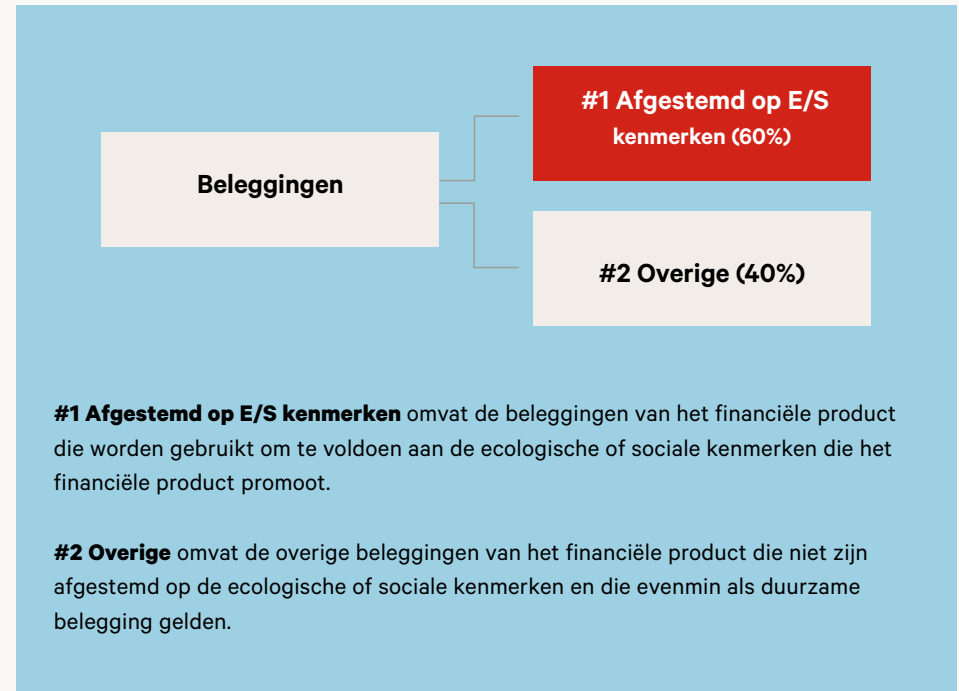 #1 Afgestemd op E/S
kenmerken (60%)
Beleggingen
#2 Overige (40%)
#1 Afgestemd op E/S kenmerken omvat de beleggingen van het financiële product
die worden gebruikt om te voldoen aan de ecologische of sociale kenmerken die het
financiële product promoot.
#2 Overige omvat de overige beleggingen van het financiële product die niet zijn
afgestemd op de ecologische of sociale kenmerken en die evenmin als duurzame
belegging gelden.